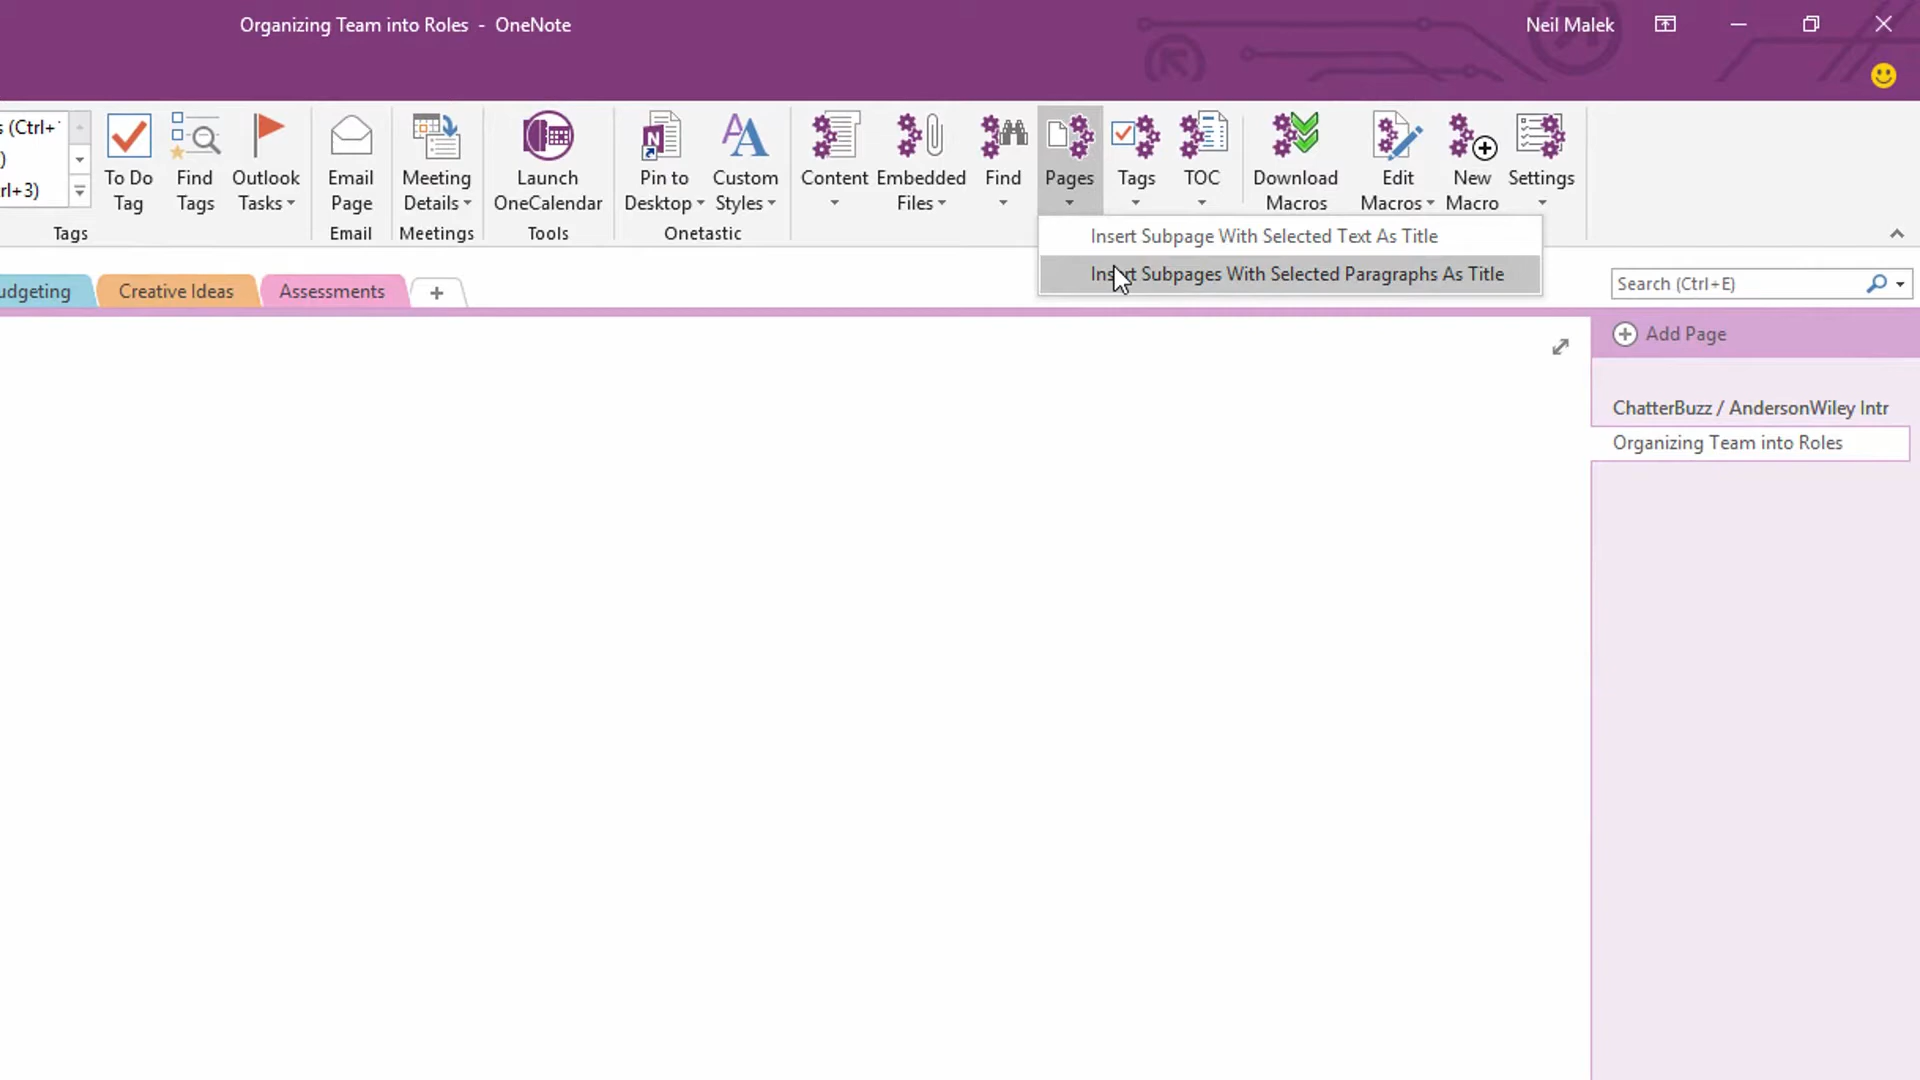 Organizing Team into Roles - OneNote
Neil Malek
s (Ctrl+
)
rl+3)
To Do
Tag
Find
Tags
Outlook
Tasks
Email
Page
Meeting
Details
Launch
OneCalendar
Pin to
Desktop
Custom
Styles
Content
Embedded
Files
Find
Pages
Tags
TOC
Download
Macros
Edit
Macros
New
Macro
Settings
Tags
Email
Meetings
Tools
Onetastic
Insert Subpage With Selected Text As Title
Insert Subpages With Selected Paragraphs As Title
udgeting
Creative Ideas
Assessments
Search (Ctrl+E)
Add Page
ChatterBuzz / AndersonWiley Intr
Organizing Team into Roles